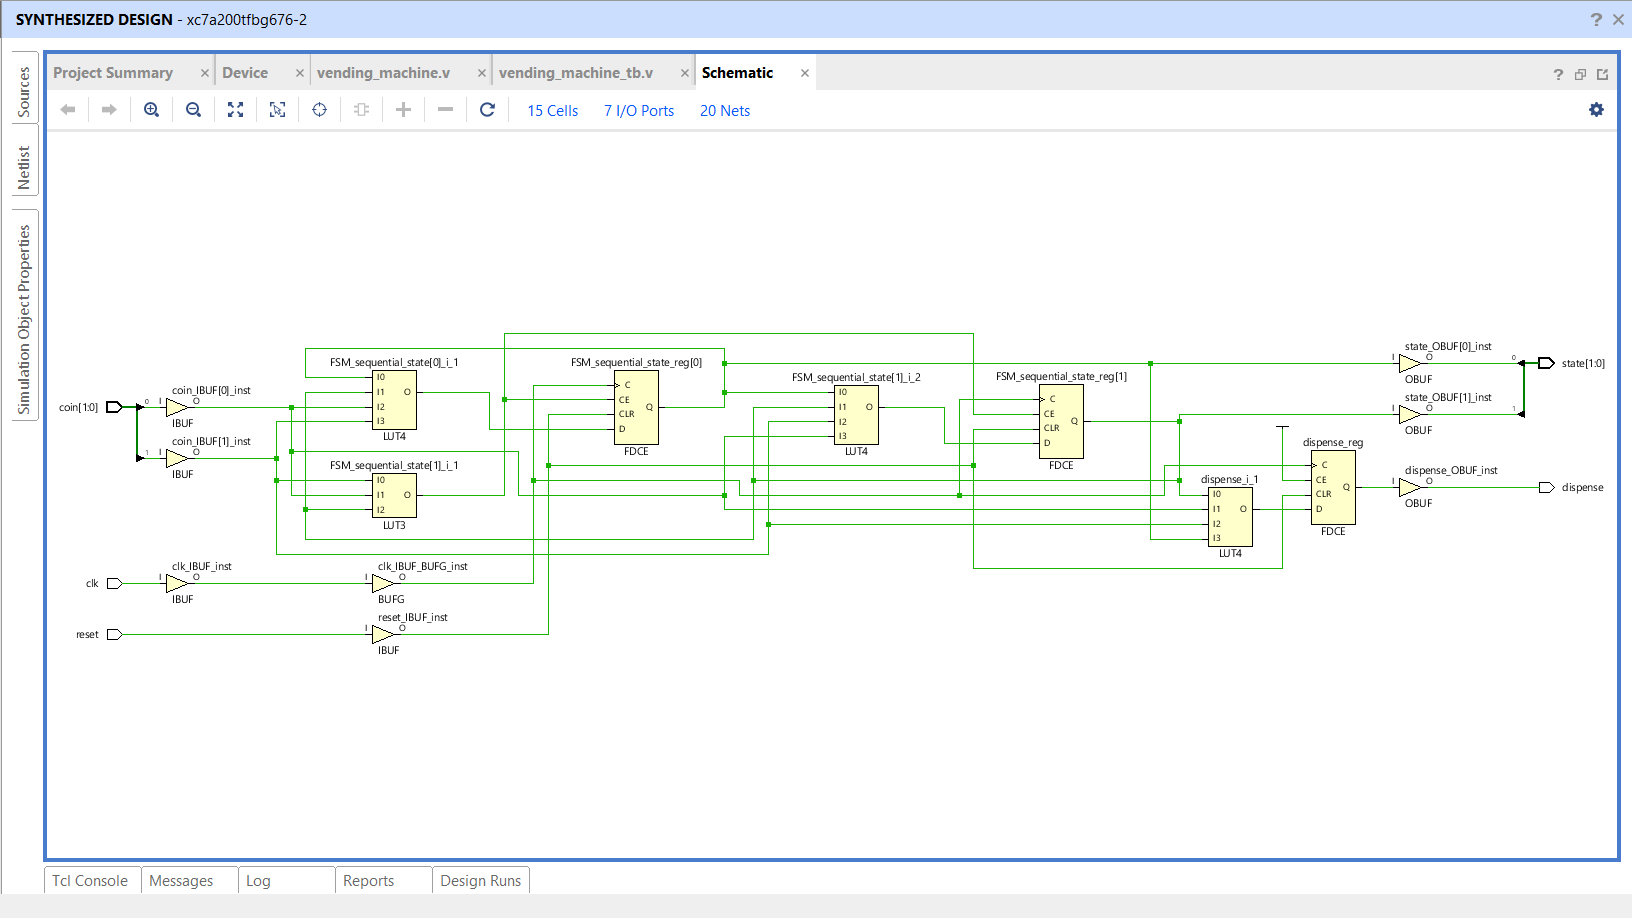 SYNTHESIZED DESIGN - xc7a200tfbg676-2
Sources
Netlist
Simulation Object Properties
Project Summary
Device
vending_machine.v
vending_machine_tb.v
Schematic
15 Cells
7 I/O Ports
20 Nets
coin[1:0]
0
1
coin_IBUF[0]_inst
I
O
IBUF
coin_IBUF[1]_inst
I
O
IBUF
FSM_sequential_state[0]_i_1
I0
I1
I2
I3
O
LUT4
FSM_sequential_state[1]_i_1
I0
I1
I2
O
LUT3
clk
clk_IBUF_inst
I
O
IBUF
clk_IBUF_BUFG_inst
I
O
BUFG
reset
reset_IBUF_inst
I
O
IBUF
FSM_sequential_state_reg[0]
C
CE
CLR
D
Q
FDCE
FSM_sequential_state[1]_i_2
I0
I1
I2
I3
O
LUT4
FSM_sequential_state_reg[1]
C
CE
CLR
D
Q
FDCE
dispense_i_1
I0
I1
I2
I3
O
LUT4
dispense_reg
C
CE
CLR
D
Q
FDCE
state_OBUF[0]_inst
I
O
OBUF
state_OBUF[1]_inst
I
O
OBUF
0
1
state[1:0]
dispense_OBUF_inst
I
O
OBUF
dispense
Tcl Console
Messages
Log
Reports
Design Runs